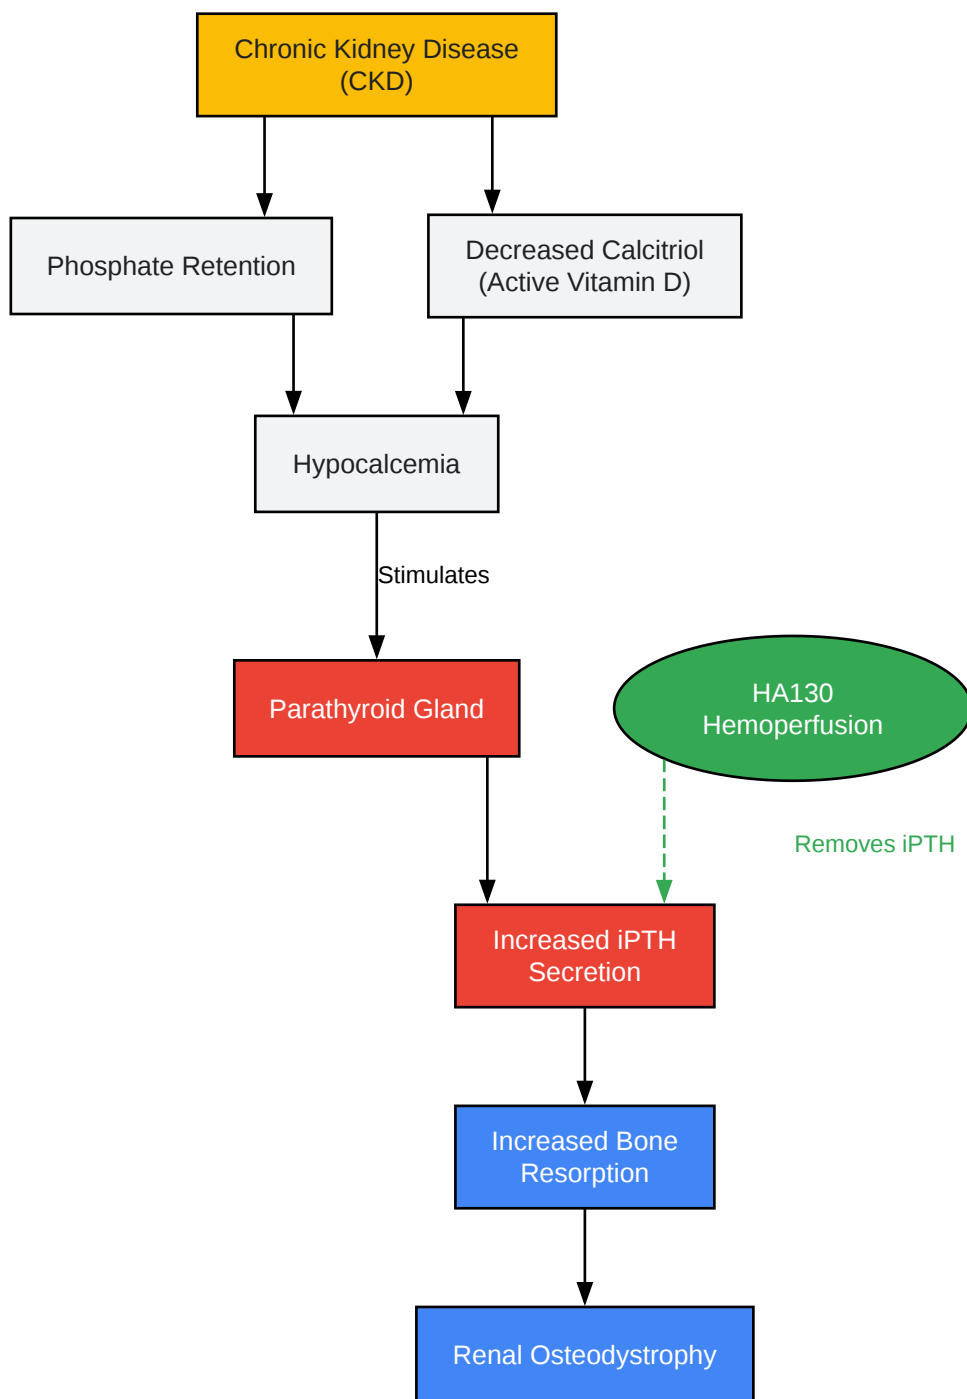 Chronic Kidney Disease
(CKD)
Phosphate Retention
Decreased Calcitriol
(Active Vitamin D)
Hypocalcemia
Stimulates
Parathyroid Gland
HA130
Hemoperfusion
Removes iPTH
Increased iPTH
Secretion
Increased Bone
Resorption
Renal Osteodystrophy